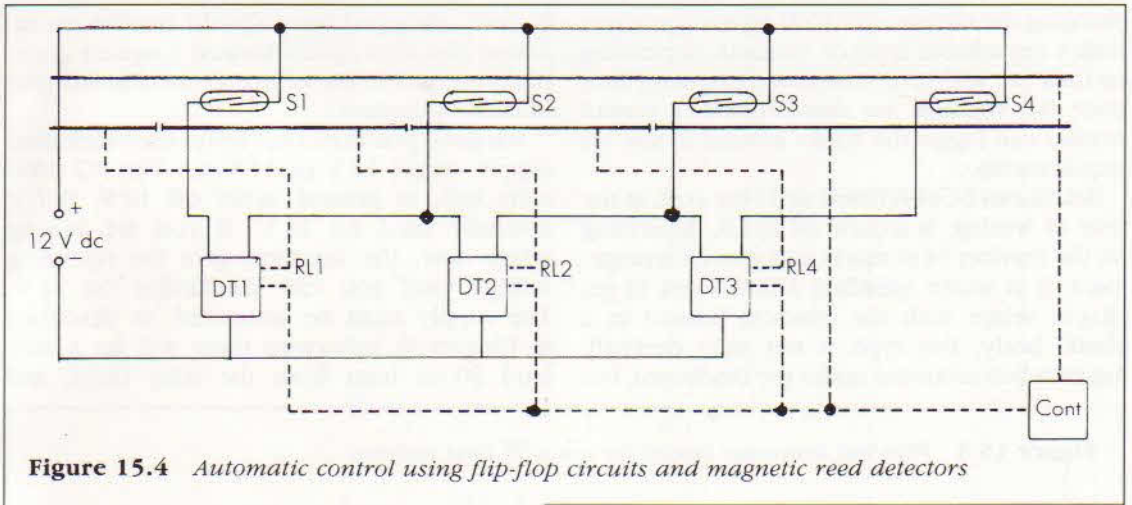 S1 S2 S3 S4
+
12 V dc
RL1 RL2 RL4
DT1 DT2 DT3
Cont
Figure 15.4 Automatic control using flip-flop circuits and magnetic reed detectors